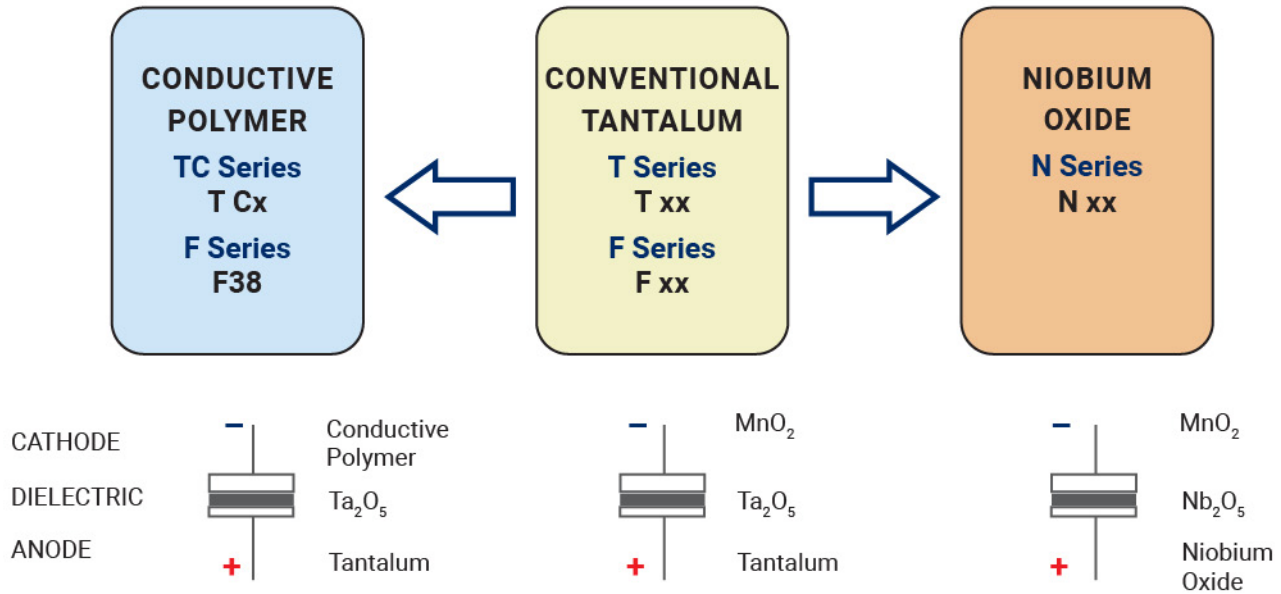 CONDUCTIVE
POLYMER
TC Series
T Cx
F Series
F38
CONVENTIONAL
TANTALUM
T Series
T xx
F Series
F xx
NIOBIUM
OXIDE
N Series
N xx
CATHODE
DIELECTRIC
ANODE
−
Conductive
Polymer
Ta₂O₅
+
Tantalum
−
MnO₂
Ta₂O₅
+
Tantalum
−
MnO₂
Nb₂O₅
+
Niobium
Oxide